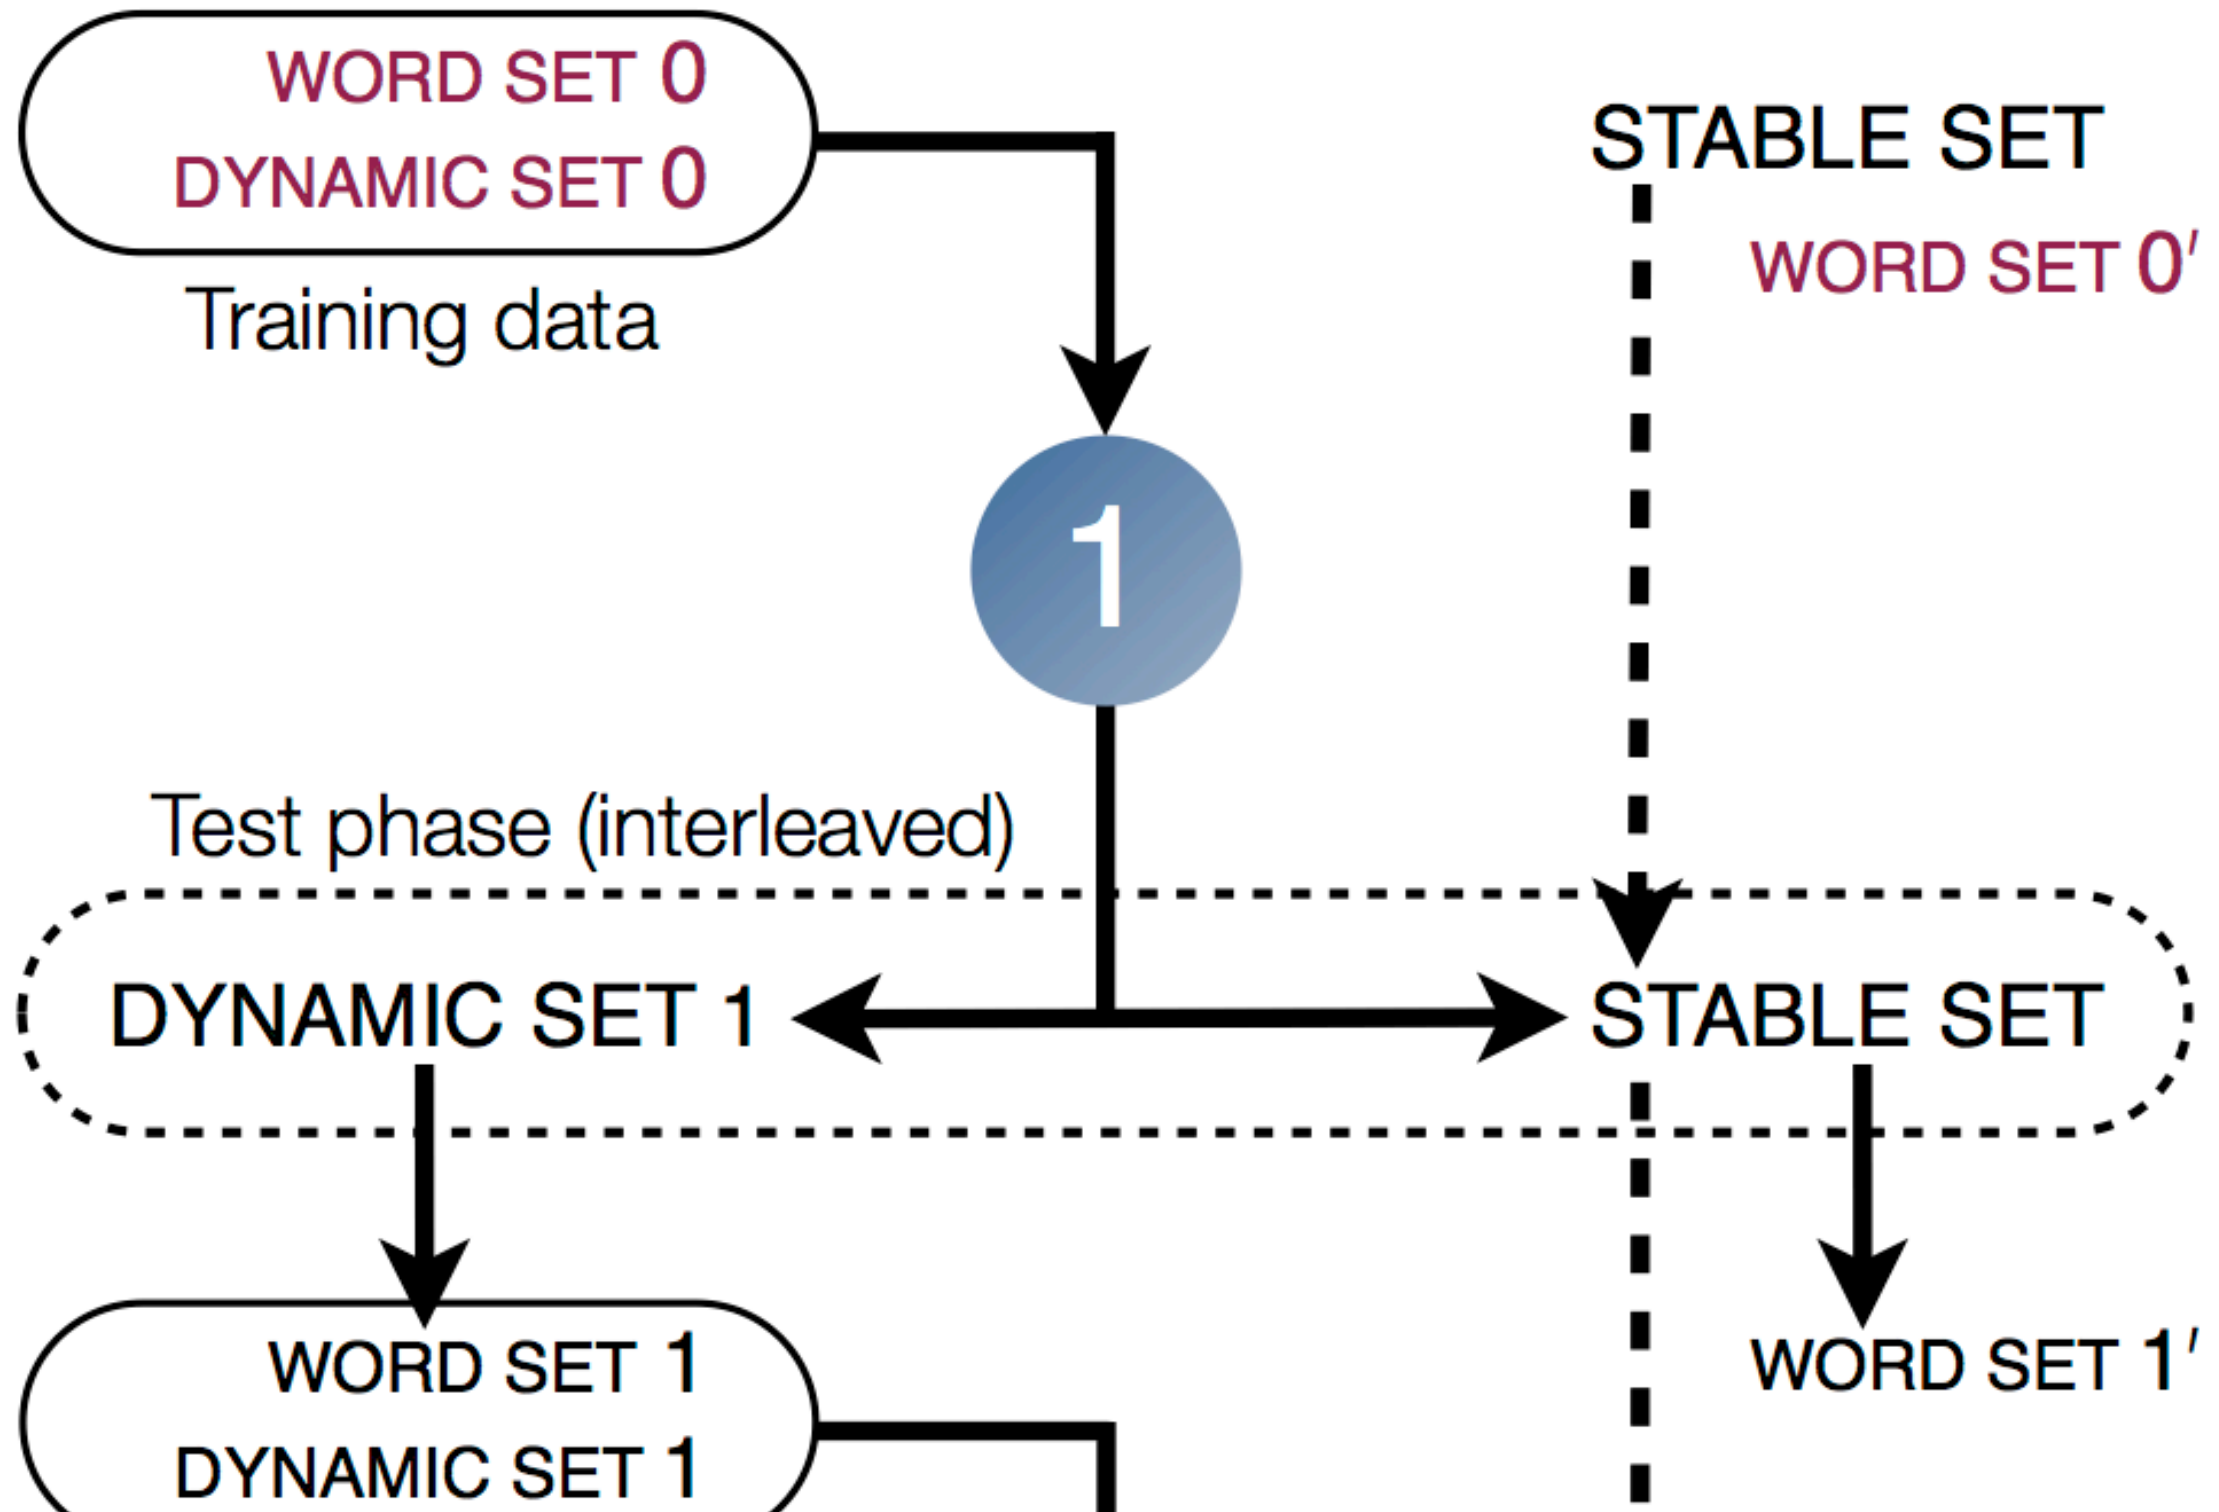 WORD SET 0
DYNAMIC SET 0
Training data
STABLE SET
WORD SET 0′
1
Test phase (interleaved)
DYNAMIC SET 1
STABLE SET
WORD SET 1
DYNAMIC SET 1
WORD SET 1′